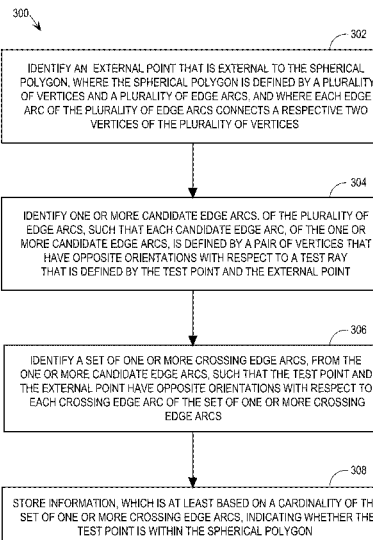 300
302
IDENTIFY AN EXTERNAL POINT THAT IS EXTERNAL TO THE SPHERICAL
POLYGON, WHERE THE SPHERICAL POLYGON IS DEFINED BY A PLURALITY
OF VERTICES AND A PLURALITY OF EDGE ARCS, AND WHERE EACH EDGE
ARC OF THE PLURALITY OF EDGE ARCS CONNECTS A RESPECTIVE TWO
VERTICES OF THE PLURALITY OF VERTICES
304
IDENTIFY ONE OR MORE CANDIDATE EDGE ARCS, OF THE PLURALITY OF
EDGE ARCS, SUCH THAT EACH CANDIDATE EDGE ARC, OF THE ONE OR
MORE CANDIDATE EDGE ARCS, IS DEFINED BY A PAIR OF VERTICES THAT
HAVE OPPOSITE ORIENTATIONS WITH RESPECT TO A TEST RAY
THAT IS DEFINED BY THE TEST POINT AND THE EXTERNAL POINT
306
IDENTIFY A SET OF ONE OR MORE CROSSING EDGE ARCS, FROM THE
ONE OR MORE CANDIDATE EDGE ARCS, SUCH THAT THE TEST POINT AND
THE EXTERNAL POINT HAVE OPPOSITE ORIENTATIONS WITH RESPECT TO
EACH CROSSING EDGE ARC OF THE SET OF ONE OR MORE CROSSING
EDGE ARCS
308
STORE INFORMATION, WHICH IS AT LEAST BASED ON A CARDINALITY OF THE
SET OF ONE OR MORE CROSSING EDGE ARCS, INDICATING WHETHER THE
TEST POINT IS WITHIN THE SPHERICAL POLYGON